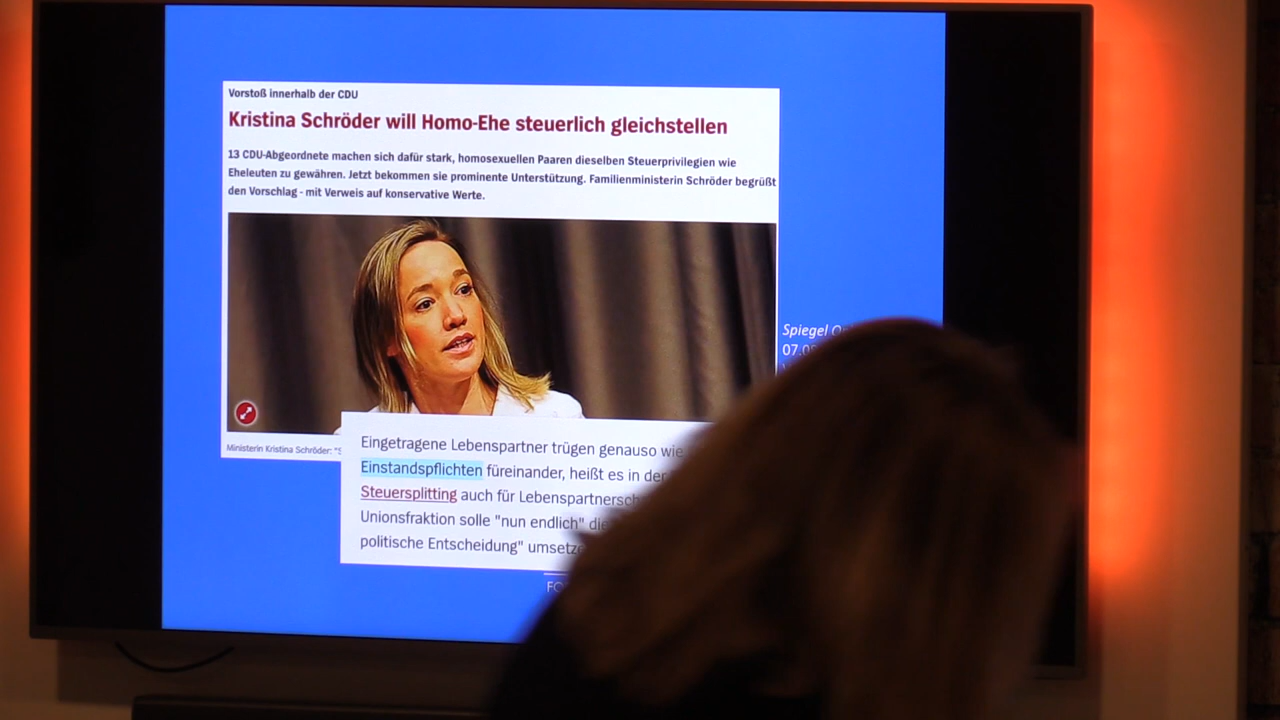 Vorstoß innerhalb der CDU
Kristina Schröder will Homo-Ehe steuerlich gleichstellen
13 CDU-Abgeordnete machen sich dafür stark, homosexuellen Paaren dieselben Steuerprivilegien wie
Eheleuten zu gewähren. Jetzt bekommen sie prominente Unterstützung. Familienministerin Schröder begrüßt
den Vorschlag - mit Verweis auf konservative Werte.
Spiegel
Ministerin Kristina Schröder:
Eingetragene Lebenspartner trügen genauso wie
Einstandspflichten füreinander, heißt es in der
Steuersplitting auch für
Unionsfraktion solle "nun endlich"
politische Entscheidung"